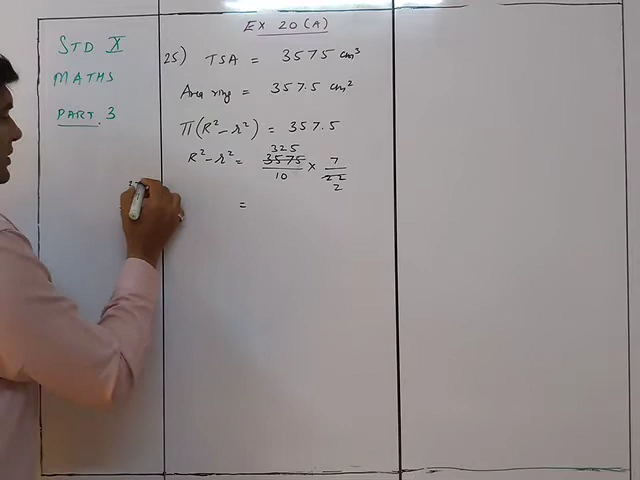 EX 20(A)
STD X
MATHS
PART. 3
25) TSA = 3575 cm³
Area ring = 357.5 cm²
π(R² - r²) = 357.5
R² - r² = 3575/10 × 7/22
325
2
=